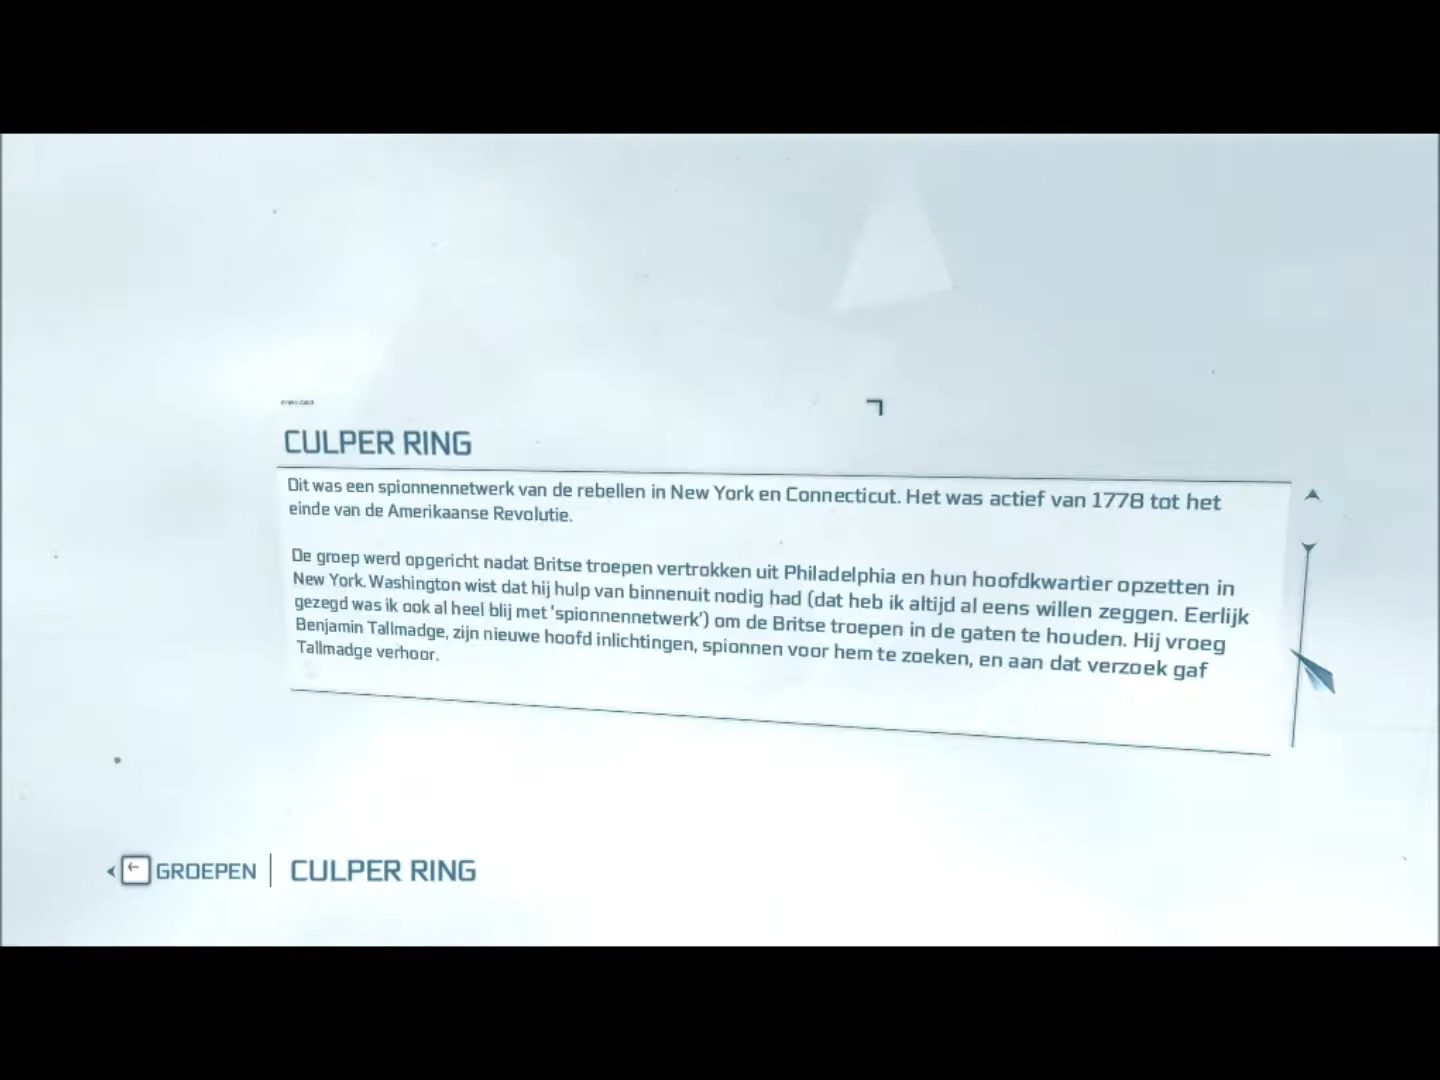 CULPER RING
Dit was een spionnennetwerk van de rebellen in New York en Connecticut. Het was actief van 1778 tot het
einde van de Amerikaanse Revolutie.
De groep werd opgericht nadat Britse troepen vertrokken uit Philadelphia en hun hoofdkwartier opzetten in
New York. Washington wist dat hij hulp van binnenuit nodig had (dat heb ik altijd al eens willen zeggen. Eerlijk
gezegd was ik ook al heel blij met 'spionnennetwerk') om de Britse troepen in de gaten te houden. Hij vroeg
Benjamin Tallmadge, zijn nieuwe hoofd inlichtingen, spionnen voor hem te zoeken, en aan dat verzoek gaf
Tallmadge verhoor.
GROEPEN | CULPER RING